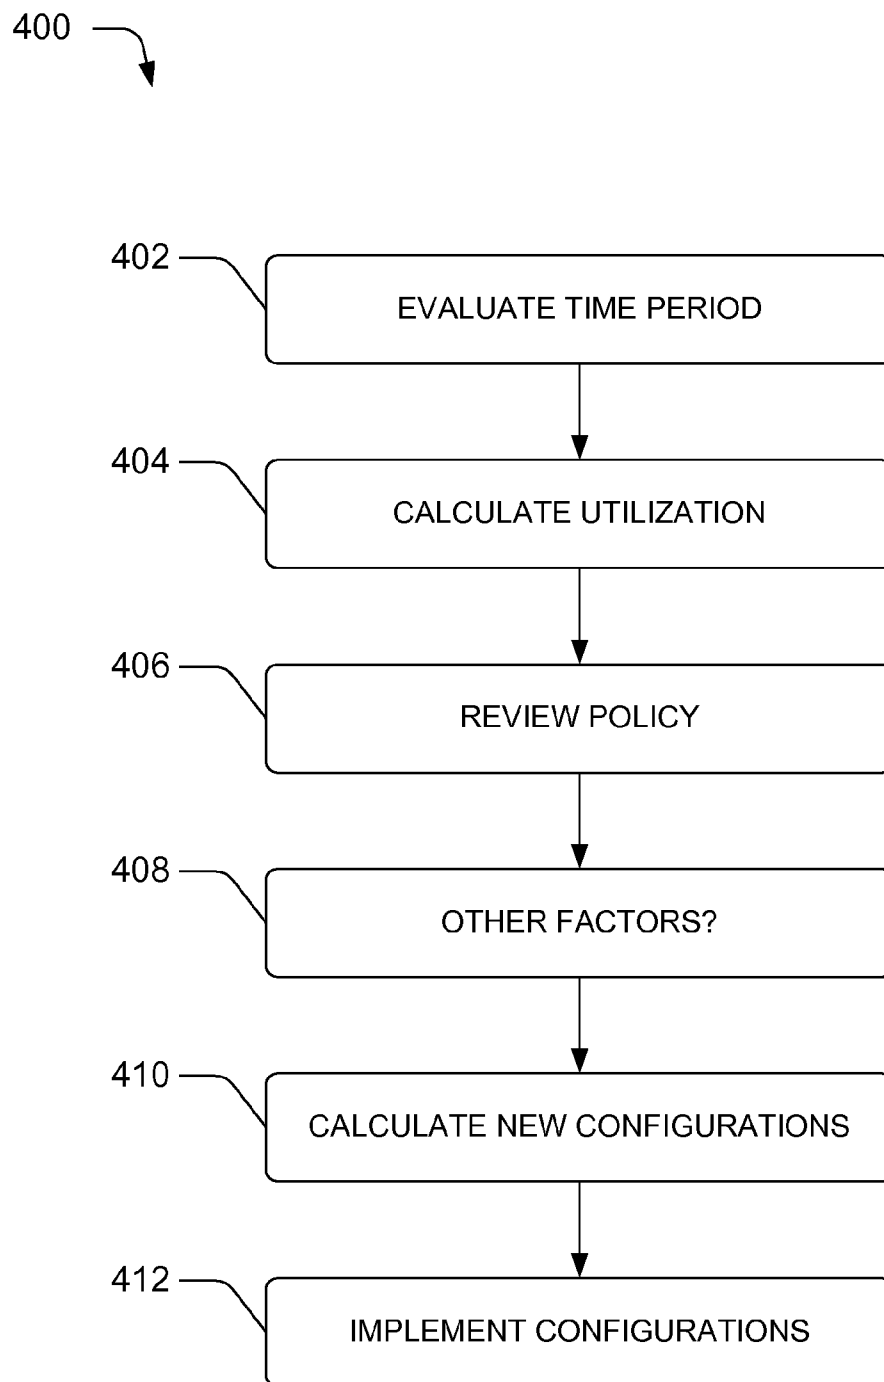 400
402
EVALUATE TIME PERIOD
404
CALCULATE UTILIZATION
406
REVIEW POLICY
408
OTHER FACTORS?
410
CALCULATE NEW CONFIGURATIONS
412
IMPLEMENT CONFIGURATIONS